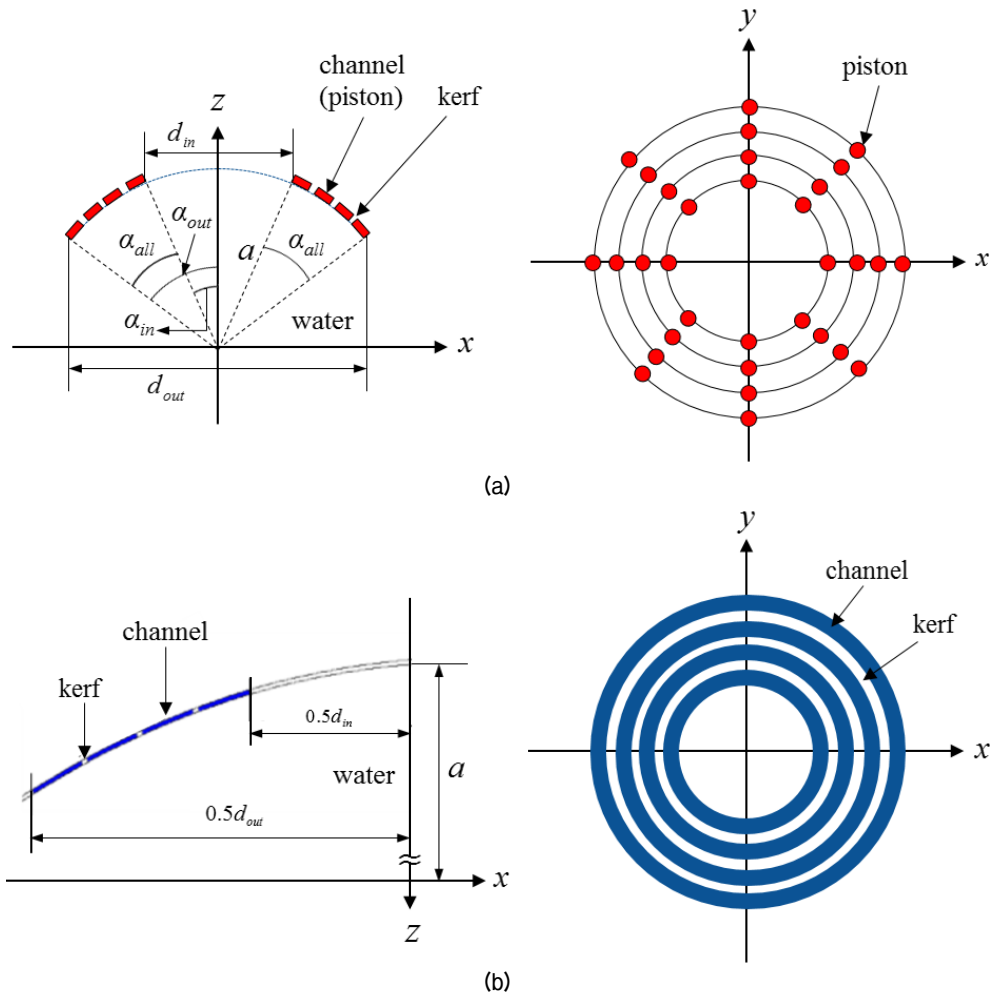 channel
(piston)
kerf
z
d_in
α_out
α_all
a
α_all
α_in
water
x
d_out
y
piston
x
(a)
channel
kerf
0.5d_in
water
a
0.5d_out
x
z
y
channel
kerf
x
(b)